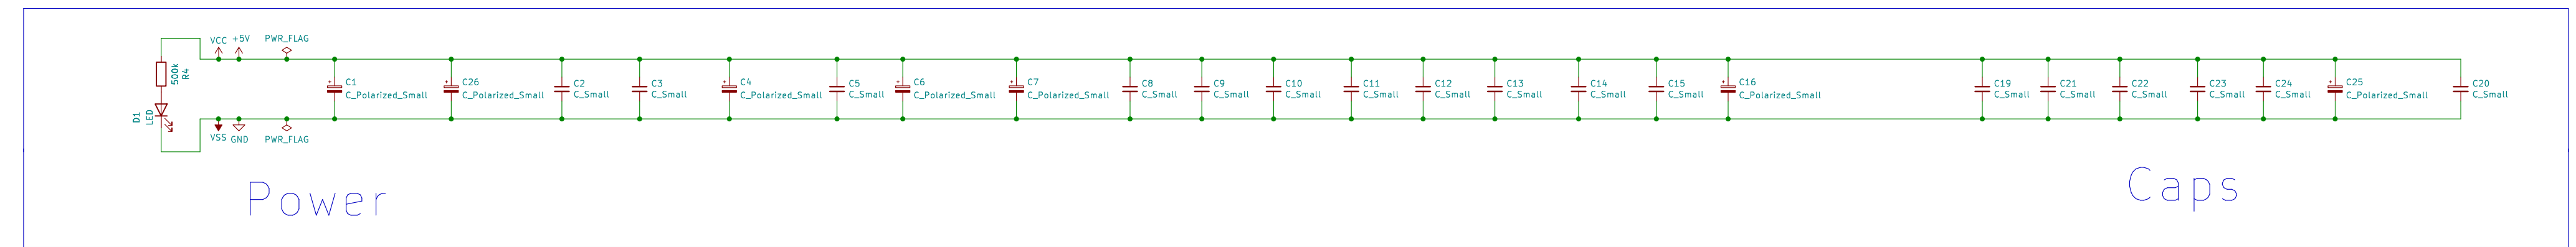 VCC
+5V
PWR_FLAG
500k
R4
D1
LED
VSS
GND
PWR_FLAG
C1
C_Polarized_Small
C26
C_Polarized_Small
C2
C_Small
C3
C_Small
C4
C_Polarized_Small
C5
C_Small
C6
C_Polarized_Small
C7
C_Polarized_Small
C8
C_Small
C9
C_Small
C10
C_Small
C11
C_Small
C12
C_Small
C13
C_Small
C14
C_Small
C15
C_Small
C16
C_Polarized_Small
C19
C_Small
C21
C_Small
C22
C_Small
C23
C_Small
C24
C_Small
C25
C_Polarized_Small
C20
C_Small
Power
Caps